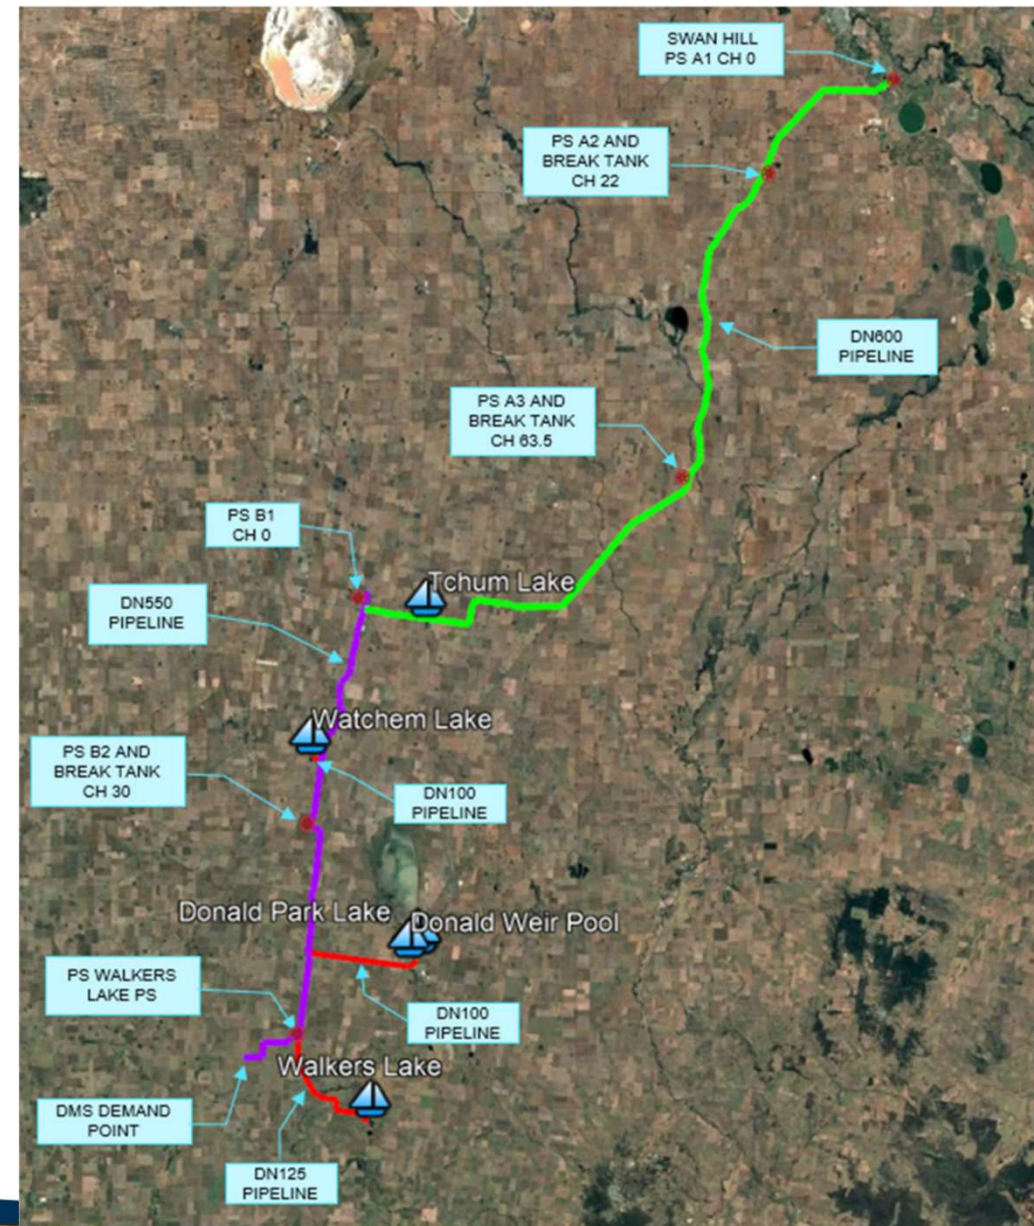 SWAN HILL
PS A1 CH 0
PS A2 AND
BREAK TANK
CH 22
DN600
PIPELINE
PS A3 AND
BREAK TANK
CH 63.5
PS B1
CH 0
Tchum Lake
DN550
PIPELINE
Watchem Lake
PS B2 AND
BREAK TANK
CH 30
DN100
PIPELINE
Donald Park Lake
Donald Weir Pool
PS WALKERS
LAKE PS
DN100
PIPELINE
Walkers Lake
DMS DEMAND
POINT
DN125
PIPELINE